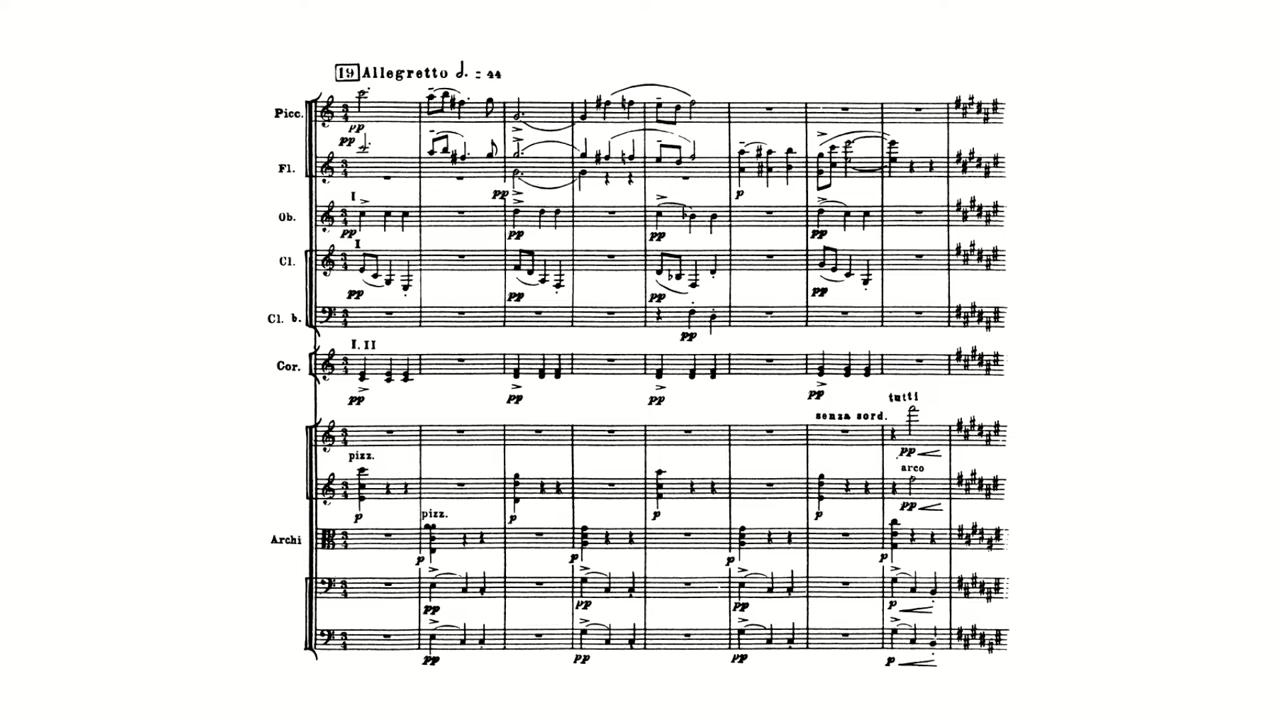 19 Allegretto 𝅗𝅥. = 44
Picc.
pp
pp
Fl.
pp
p
I
Ob.
pp
pp
pp
pp
I
Cl.
pp
pp
pp
pp
Cl. b.
pp
I. II
Cor.
pp
pp
pp
pp
tutti
senza sord.
pp
pizz.
arco
p
p
p
p
pp
pizz.
Archi
p
p
p
p
pp
pp
pp
p
pp
pp
pp
p